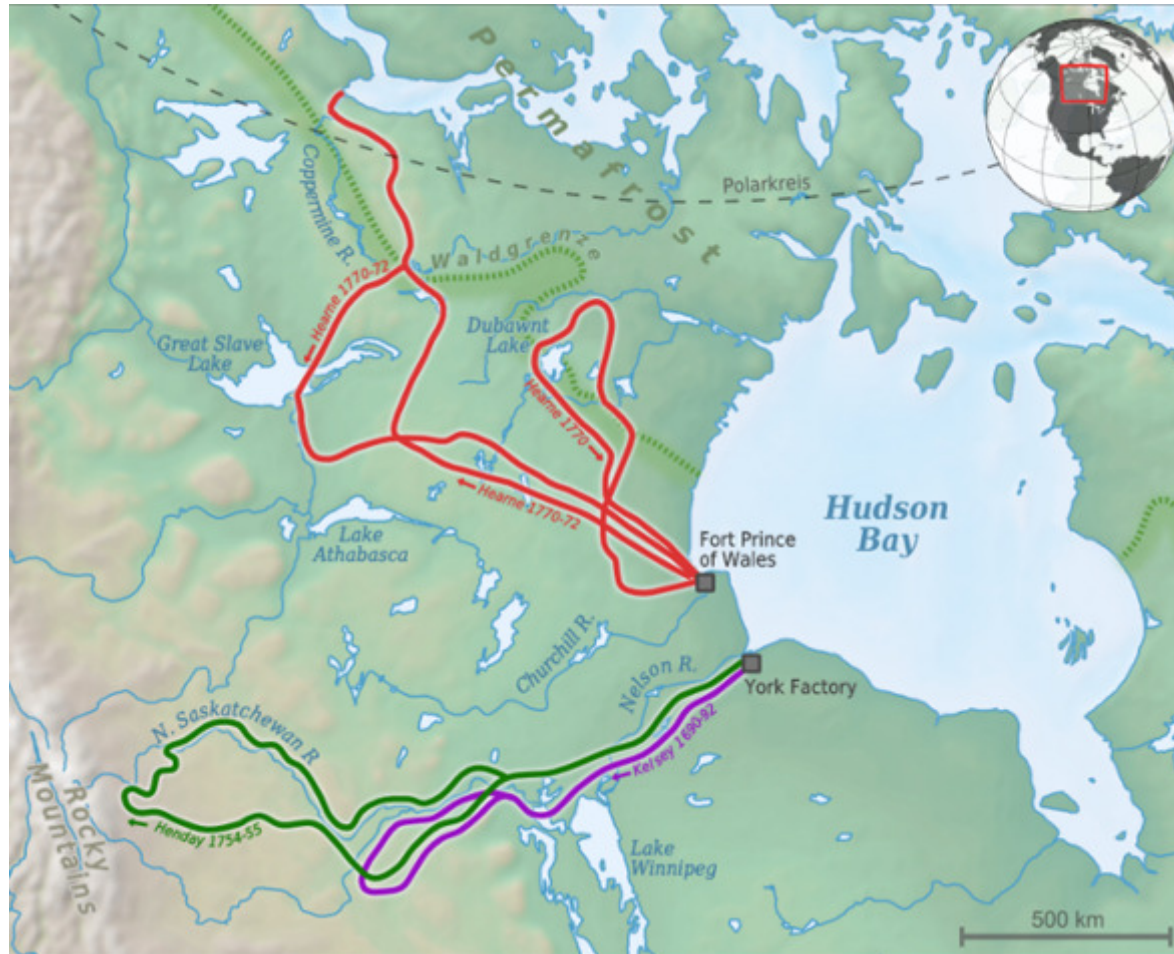 Permafrost
Polarkreis
Coppermine R.
Waldgrenze
Hearne 1770-72
Great Slave
Lake
Dubawnt
Lake
Hearne 1770
Hearne 1770-72
Hudson
Bay
Lake
Athabasca
Fort Prince
of Wales
Churchill R.
Nelson R.
York Factory
N. Saskatchewan R
Kelsey 1690-92
Rocky
Mountains
Henday 1754-55
Lake
Winnipeg
500 km